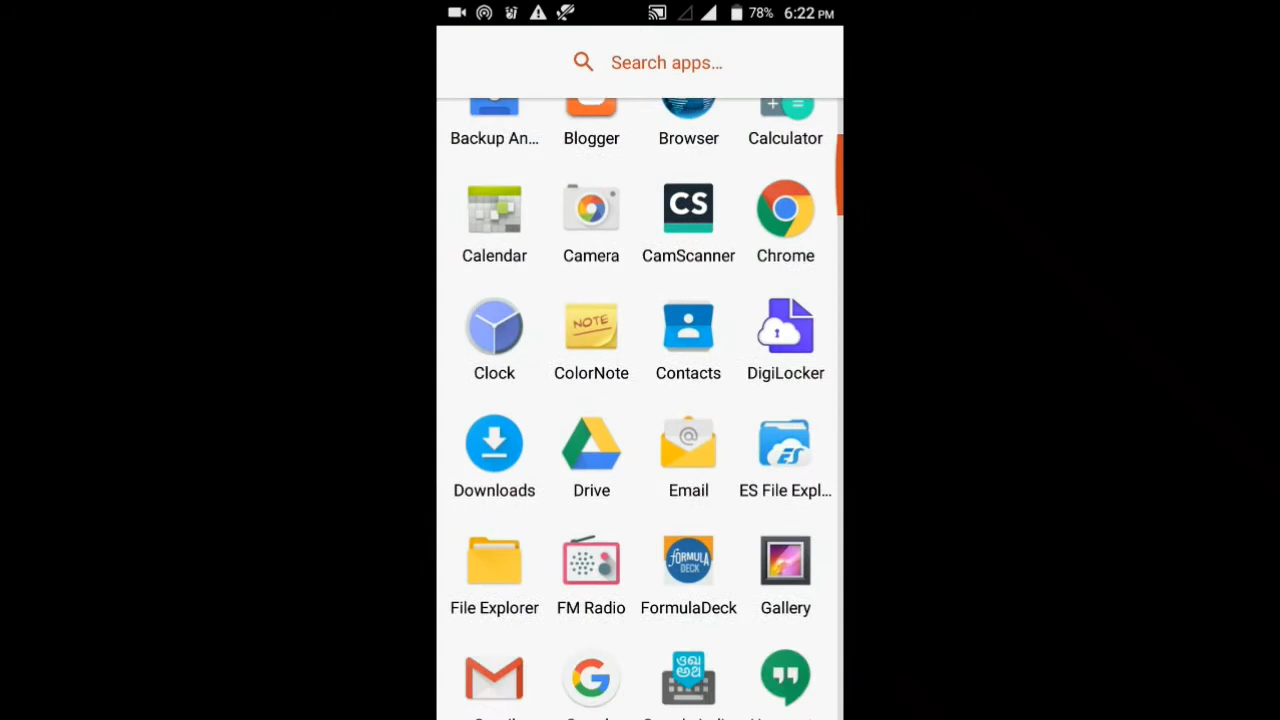 78% 6:22 PM
Search apps...
Backup An... Blogger Browser Calculator
CS
Calendar Camera CamScanner Chrome
NOTE
Clock ColorNote Contacts DigiLocker
@ ES
Downloads Drive Email ES File Expl...
FORMULA
DECK
File Explorer FM Radio FormulaDeck Gallery
G